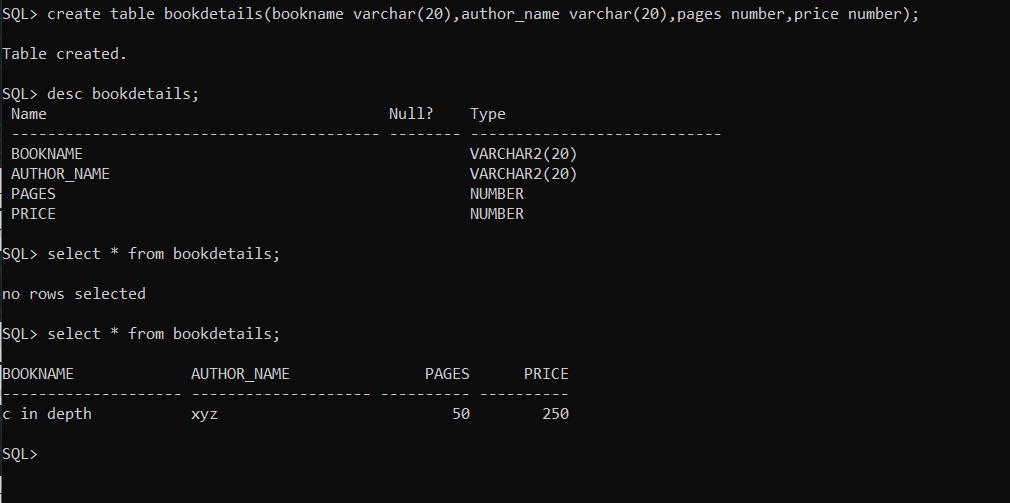 SQL> create table bookdetails(bookname varchar(20),author_name varchar(20),pages number,price number);
Table created.
SQL> desc bookdetails;
Name                                      Null?    Type
----------------------------------------- -------- ----------------------------
BOOKNAME                                           VARCHAR2(20)
AUTHOR_NAME                                        VARCHAR2(20)
PAGES                                              NUMBER
PRICE                                              NUMBER
SQL> select * from bookdetails;
no rows selected
SQL> select * from bookdetails;
BOOKNAME             AUTHOR_NAME               PAGES      PRICE
-------------------- -------------------- ---------- ----------
c in depth           xyz                          50        250
SQL>